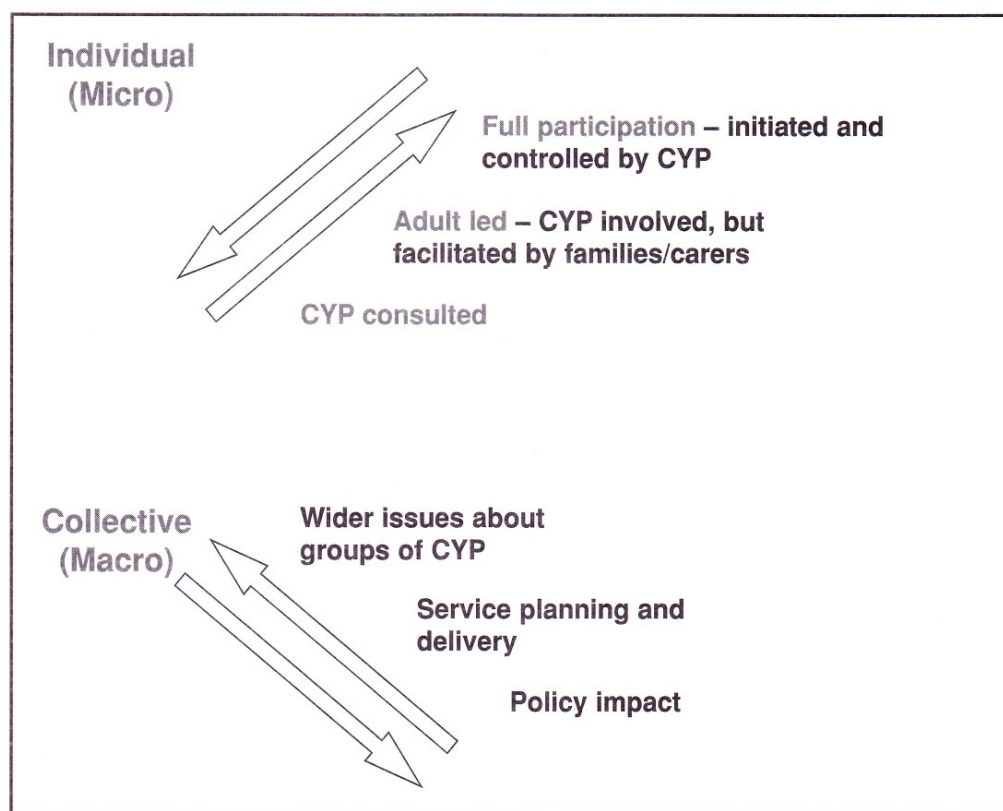 Individual
(Micro)
Full participation – initiated and
controlled by CYP
Adult led – CYP involved, but
facilitated by families/carers
CYP consulted
Collective
(Macro)
Wider issues about
groups of CYP
Service planning and
delivery
Policy impact